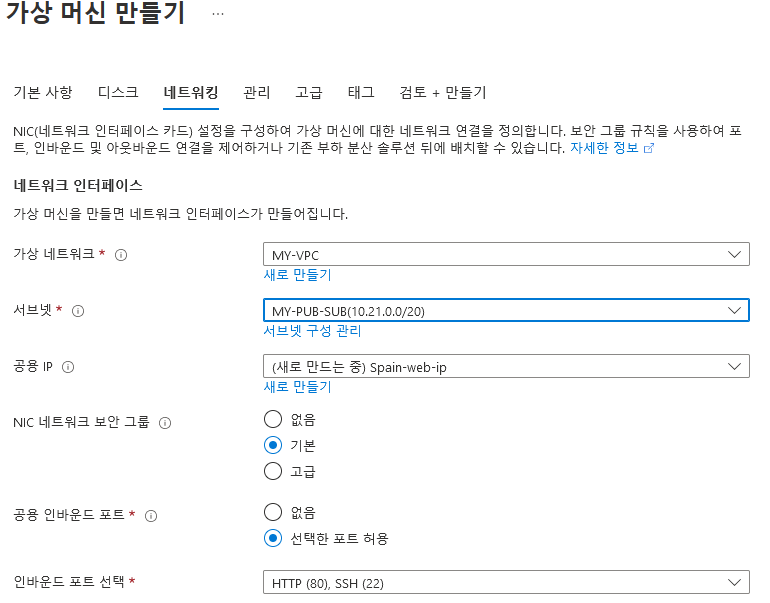 가상 머신 만들기 ...
기본 사항 디스크 네트워킹 관리 고급 태그 검토 + 만들기
NIC(네트워크 인터페이스 카드) 설정을 구성하여 가상 머신에 대한 네트워크 연결을 정의합니다. 보안 그룹 규칙을 사용하여 포
트, 인바운드 및 아웃바운드 연결을 제어하거나 기존 부하 분산 솔루션 뒤에 배치할 수 있습니다. 자세한 정보
네트워크 인터페이스
가상 머신을 만들면 네트워크 인터페이스가 만들어집니다.
가상 네트워크 * MY-VPC
새로 만들기
서브넷 * MY-PUB-SUB(10.21.0.0/20)
서브넷 구성 관리
공용 IP (새로 만드는 중) Spain-web-ip
새로 만들기
NIC 네트워크 보안 그룹 없음
기본
고급
공용 인바운드 포트 * 없음
선택한 포트 허용
인바운드 포트 선택 * HTTP (80), SSH (22)